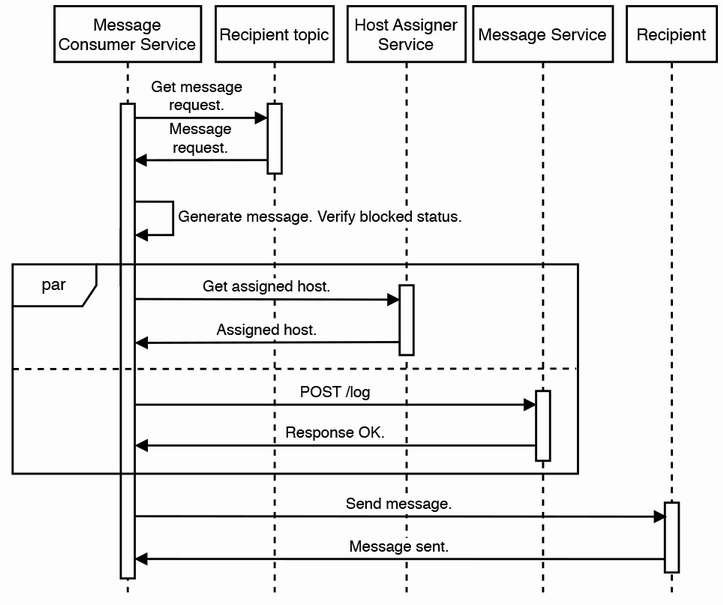 Message
Consumer Service
Recipient topic
Host Assigner
Service
Message Service
Recipient
Get message
request.
Message
request.
Generate message. Verify blocked status.
par
Get assigned host.
Assigned host.
POST /log
Response OK.
Send message.
Message sent.